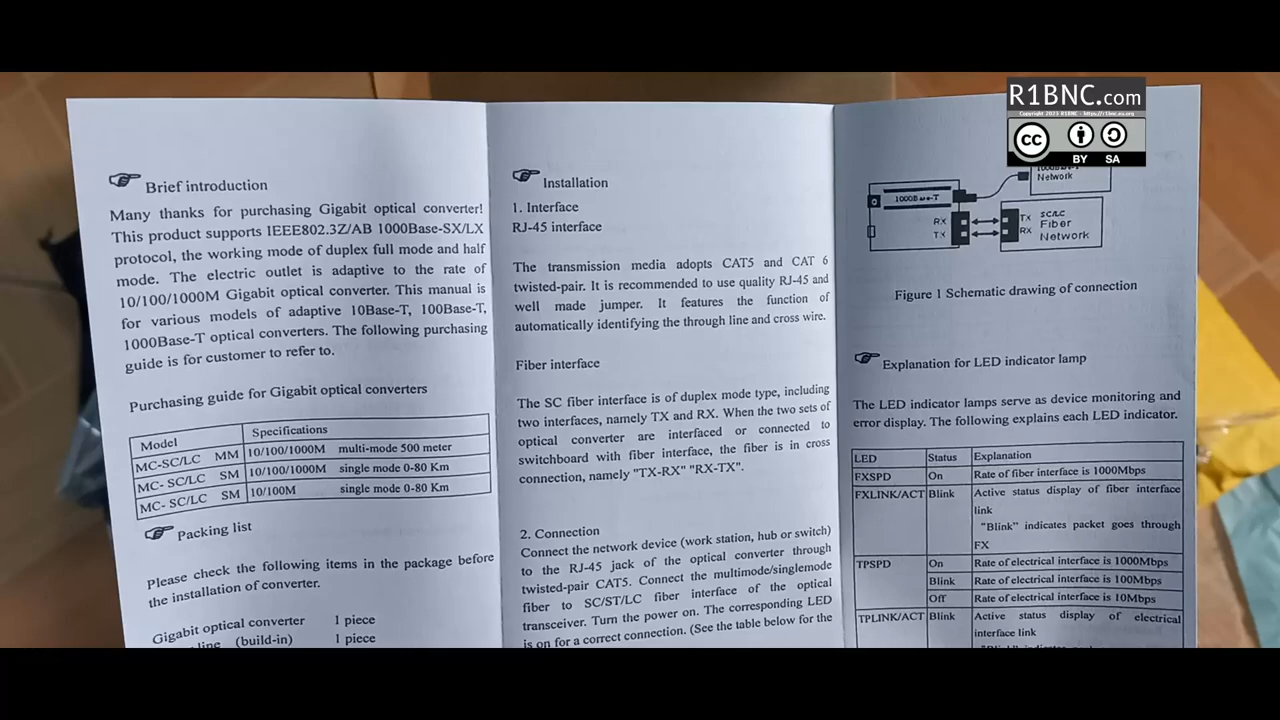 R1BNC.com
Copyright 2023 R1BNC - https://r1bnc.eu.org
CC
BY SA
Brief introduction
Many thanks for purchasing Gigabit optical converter!
This product supports IEEE802.3Z/AB 1000Base-SX/LX
protocol, the working mode of duplex full mode and half
mode. The electric outlet is adaptive to the rate of
10/100/1000M Gigabit optical converter. This manual is
for various models of adaptive 10Base-T, 100Base-T,
1000Base-T optical converters. The following purchasing
guide is for customer to refer to.
Purchasing guide for Gigabit optical converters
Model Specifications
MC-SC/LC MM 10/100/1000M multi-mode 500 meter
MC- SC/LC SM 10/100/1000M single mode 0-80 Km
MC- SC/LC SM 10/100M single mode 0-80 Km
Packing list
Please check the following items in the package before
the installation of converter.
Gigabit optical converter 1 piece
line (build-in) 1 piece
Installation
1. Interface
RJ-45 interface
The transmission media adopts CAT5 and CAT 6
twisted-pair. It is recommended to use quality RJ-45 and
well made jumper. It features the function of
automatically identifying the through line and cross wire.
Fiber interface
The SC fiber interface is of duplex mode type, including
two interfaces, namely TX and RX. When the two sets of
optical converter are interfaced or connected to
switchboard with fiber interface, the fiber is in cross
connection, namely "TX-RX" "RX-TX".
2. Connection
Connect the network device (work station, hub or switch)
to the RJ-45 jack of the optical converter through
twisted-pair CAT5. Connect the multimode/singlemode
fiber to SC/ST/LC fiber interface of the optical
transceiver. Turn the power on. The corresponding LED
is on for a correct connection. (See the table below for the
Network
1000Base-T
RX
TX
TX
RX
SC/LC
Fiber
Network
Figure 1 Schematic drawing of connection
Explanation for LED indicator lamp
The LED indicator lamps serve as device monitoring and
error display. The following explains each LED indicator.
LED Status Explanation
FXSPD On Rate of fiber interface is 1000Mbps
FXLINK/ACT Blink Active status display of fiber interface
link
"Blink" indicates packet goes through
FX
TPSPD On Rate of electrical interface is 1000Mbps
Blink Rate of electrical interface is 100Mbps
Off Rate of electrical interface is 10Mbps
TPLINK/ACT Blink Active status display of electrical
interface link